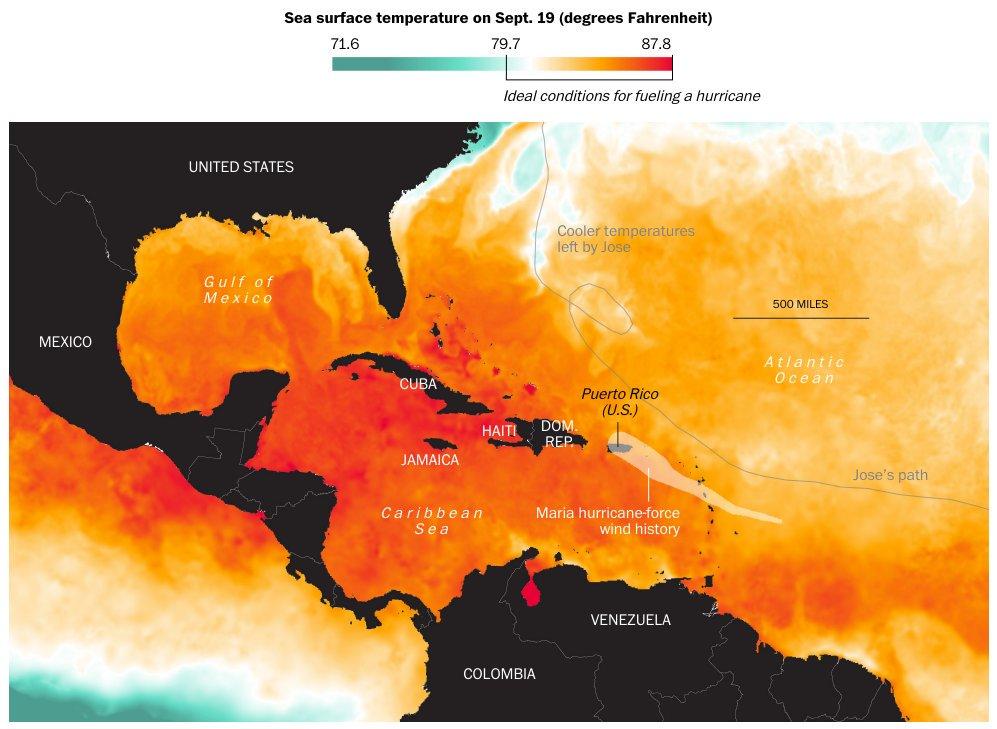 Sea surface temperature on Sept. 19 (degrees Fahrenheit)
71.6
79.7
87.8
Ideal conditions for fueling a hurricane
UNITED STATES
Cooler temperatures
left by Jose
Gulf of
Mexico
500 MILES
MEXICO
Atlantic
Ocean
CUBA
Puerto Rico
(U.S.)
HAITI
DOM.
REP.
JAMAICA
Jose's path
Caribbean
Sea
Maria hurricane-force
wind history
VENEZUELA
COLOMBIA